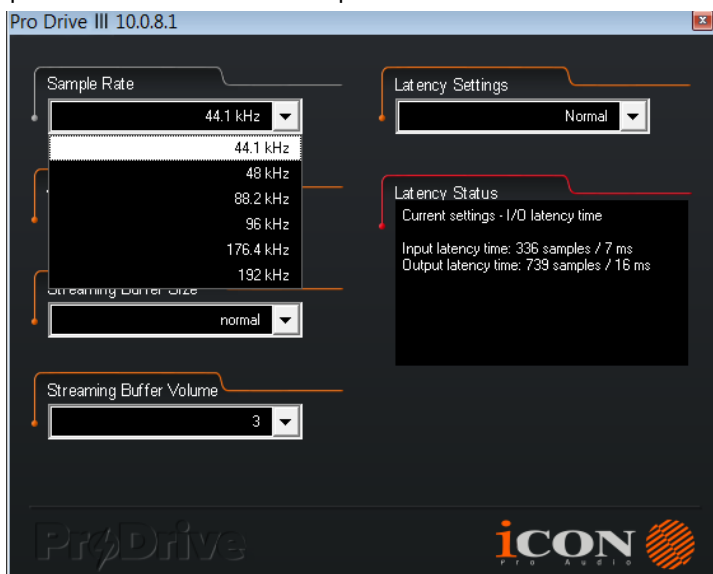 Pro Drive III 10.0.8.1
Sample Rate
44.1 kHz
44.1 kHz
48 kHz
88.2 kHz
96 kHz
176.4 kHz
192 kHz
Streaming Buffer Size
normal
Streaming Buffer Volume
3
Latency Settings
Normal
Latency Status
Current settings - I/O latency time
Input latency time: 336 samples / 7 ms
Output latency time: 739 samples / 16 ms
ProDrive
iCON
Pro Audio